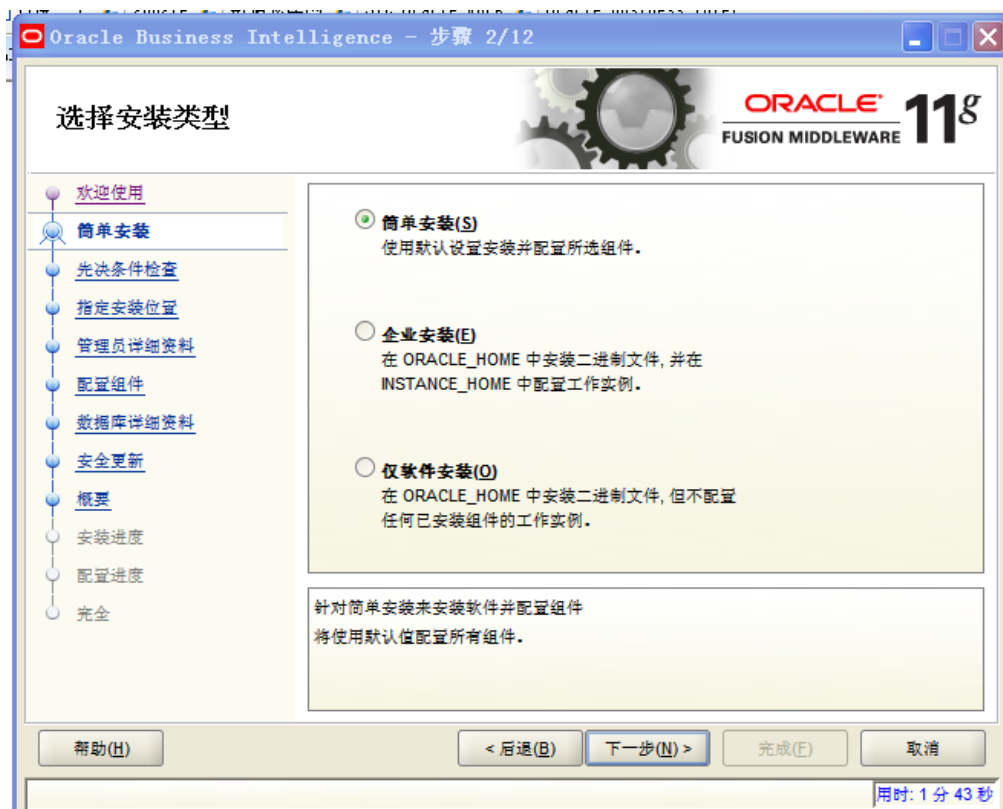 Oracle Business Intelligence - 步骤 2/12
选择安装类型
ORACLE
FUSION MIDDLEWARE
11g
欢迎使用
简单安装
先决条件检查
指定安装位置
管理员详细资料
配置组件
数据库详细资料
安全更新
概要
安装进度
配置进度
完全
简单安装(S)
使用默认设置安装并配置所选组件。
企业安装(E)
在 ORACLE_HOME 中安装二进制文件, 并在
INSTANCE_HOME 中配置工作实例。
仅软件安装(O)
在 ORACLE_HOME 中安装二进制文件, 但不配置
任何已安装组件的工作实例。
针对简单安装来安装软件并配置组件
将使用默认值配置所有组件。
帮助(H)
< 后退(B)
下一步(N) >
完成(F)
取消
用时: 1 分 43 秒